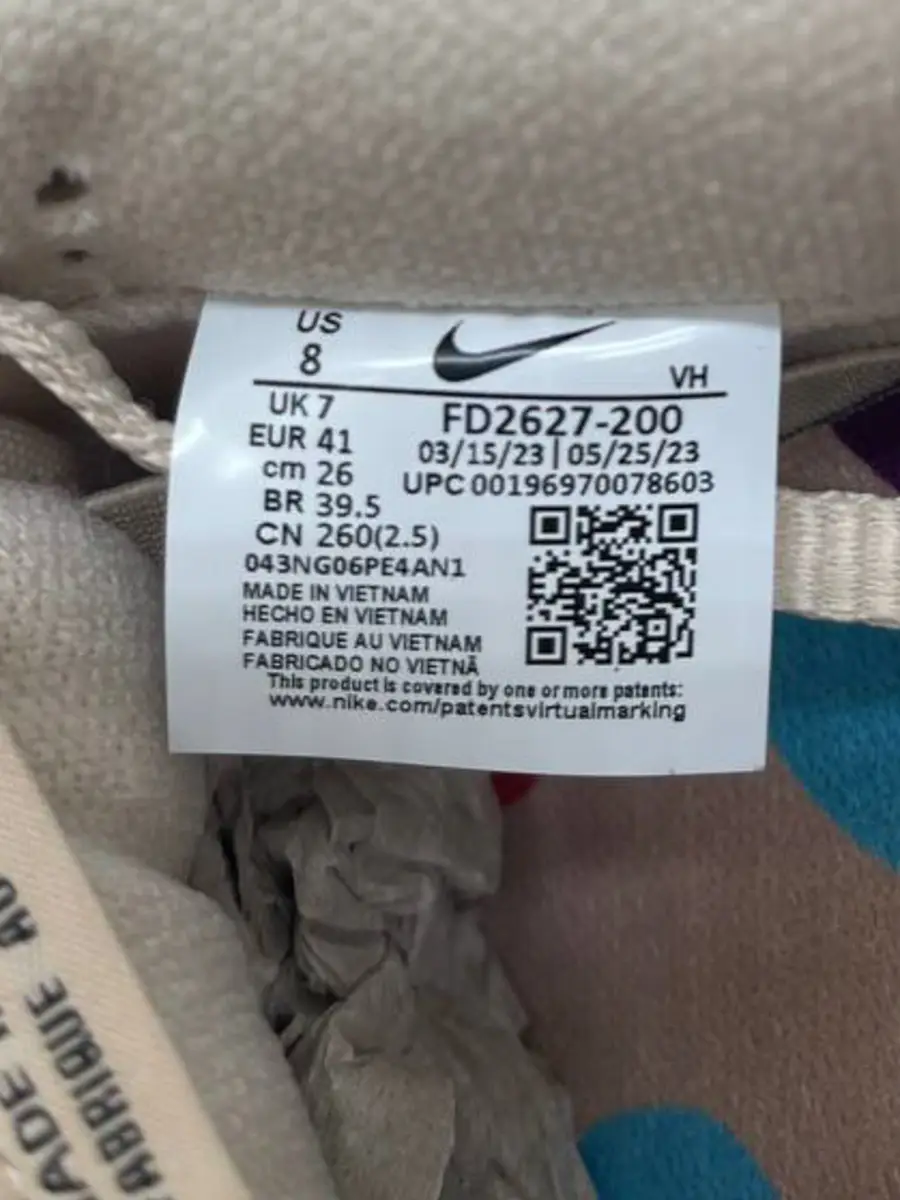 US
8
VH
UK 7
EUR 41
cm 26
BR 39.5
CN 260(2.5)
FD2627-200
03/15/23 | 05/25/23
UPC 00196970078603
043NG06PE4AN1
MADE IN VIETNAM
HECHO EN VIETNAM
FABRIQUE AU VIETNAM
FABRICADO NO VIETNÃ
This product is covered by one or more patents:
www.nike.com/patentsvirtualmarking
FABRIQUE AU